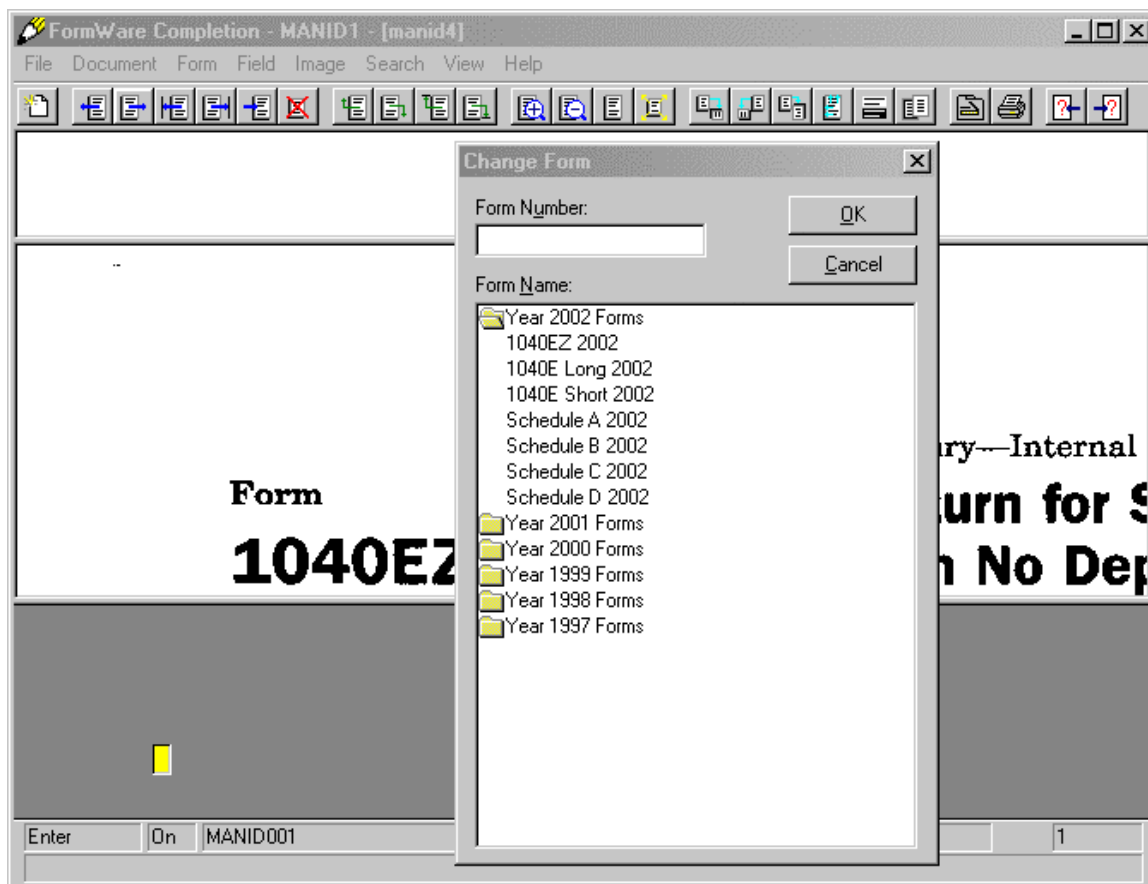 FormWare Completion - MANID1 - [manid4]
File Document Form Field Image Search View Help
Change Form
Form Number:
OK
Cancel
Form Name:
Year 2002 Forms
1040EZ 2002
1040E Long 2002
1040E Short 2002
Schedule A 2002
Schedule B 2002
Schedule C 2002
Schedule D 2002
Year 2001 Forms
Year 2000 Forms
Year 1999 Forms
Year 1998 Forms
Year 1997 Forms
Form
1040EZ
ry—Internal
urn for S
n No Dep
Enter On MANID001 1